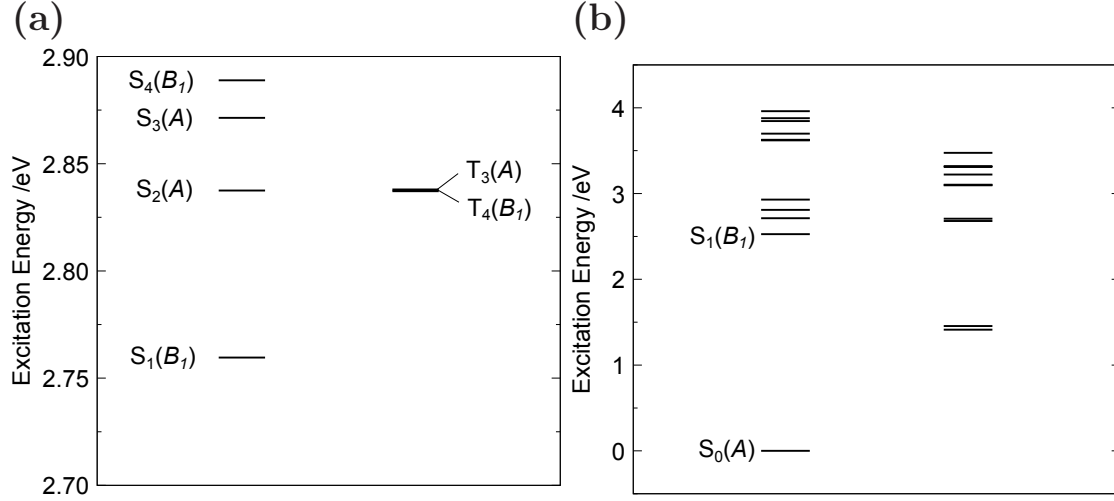 (a)
Excitation Energy /eV
2.90
2.85
2.80
2.75
2.70
S₄(B₁)
S₃(A)
S₂(A)
S₁(B₁)
T₃(A)
T₄(B₁)
(b)
Excitation Energy /eV
4
3
2
1
0
S₁(B₁)
S₀(A)